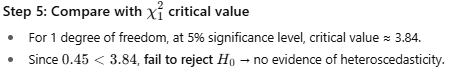 Step 5: Compare with χ²₁ critical value
• For 1 degree of freedom, at 5% significance level, critical value ≈ 3.84.
• Since 0.45 < 3.84, fail to reject H₀ → no evidence of heteroscedasticity.